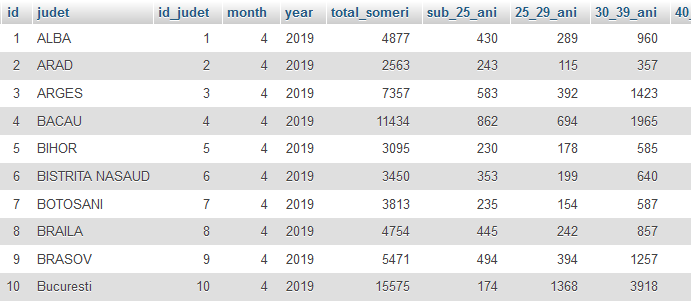 id judet id_judet month year total_someri sub_25_ani 25_29_ani 30_39_ani 40_
1 ALBA 1 4 2019 4877 430 289 960
2 ARAD 2 4 2019 2563 243 115 357
3 ARGES 3 4 2019 7357 583 392 1423
4 BACAU 4 4 2019 11434 862 694 1965
5 BIHOR 5 4 2019 3095 230 178 585
6 BISTRITA NASAUD 6 4 2019 3450 353 199 640
7 BOTOSANI 7 4 2019 3813 235 154 587
8 BRAILA 8 4 2019 4754 445 242 857
9 BRASOV 9 4 2019 5471 494 394 1257
10 Bucuresti 10 4 2019 15575 174 1368 3918